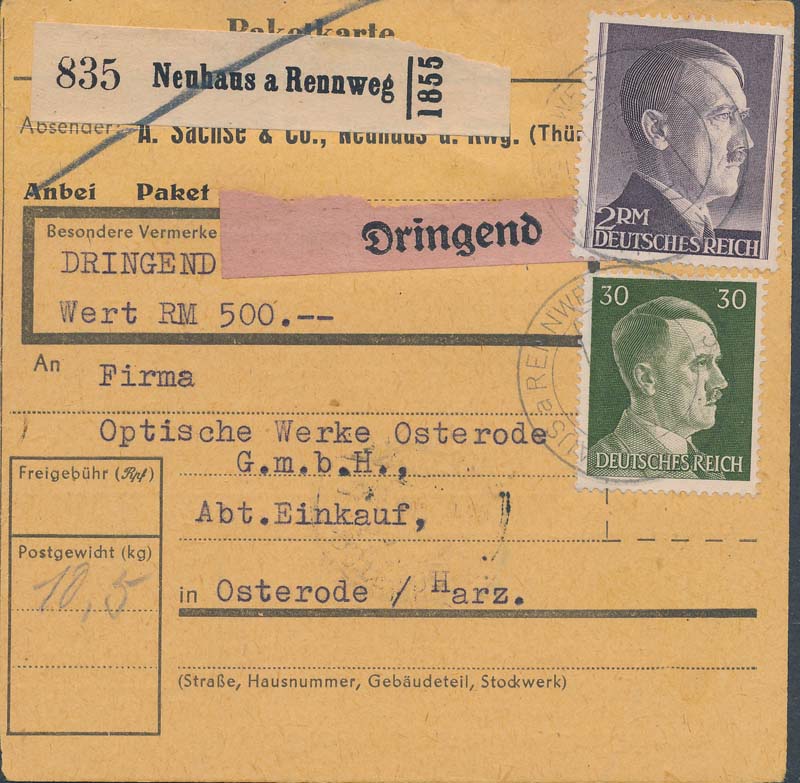 Paketkarte
835 Neuhaus a Rennweg 1855
Absender: A. Sachse & Co., Neuhaus a. Rwg. (Thür
Anbei Paket
Besondere Vermerke
Dringend
DRINGEND
Wert RM 500.--
2RM
DEUTSCHES REICH
30 30
DEUTSCHES REICH
RENNWE
An Firma
Optische Werke Osterode
G.m.b.H.,
Abt.Einkauf,
Freigebühr (Rpf)
Postgewicht (kg)
10,5
in Osterode / Harz.
(Straße, Hausnummer, Gebäudeteil, Stockwerk)